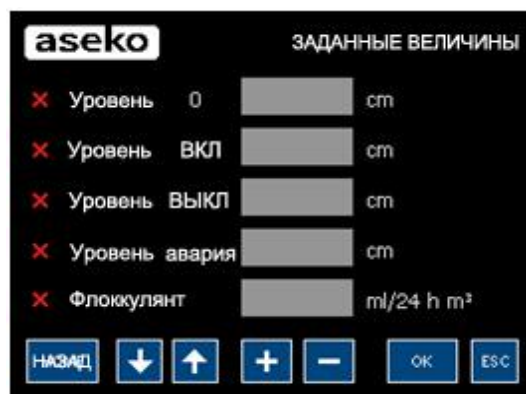 aseko ЗАДАННЫЕ ВЕЛИЧИНЫ
Уровень 0 cm
Уровень ВКЛ cm
Уровень ВЫКЛ cm
Уровень авария cm
Флоккулянт ml/24 h m³
НАЗАД + − OK ESC